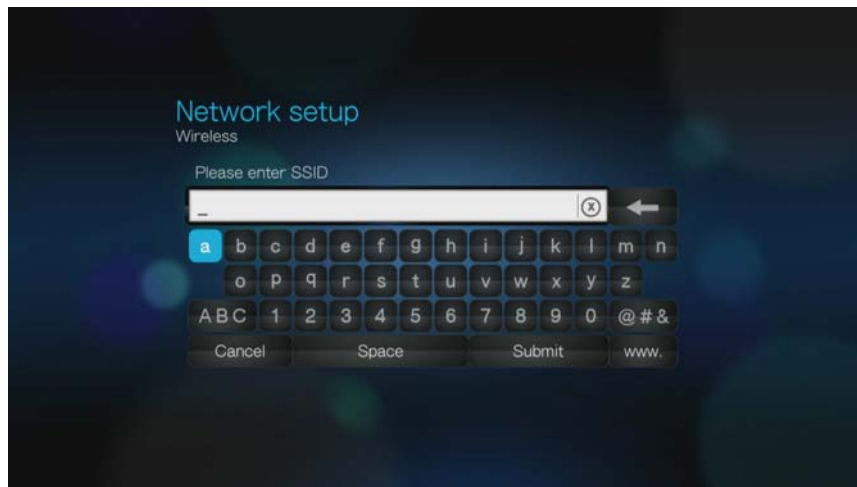 Network setup
Wireless
Please enter SSID
_
a b c d e f g h i j k l m n
o p q r s t u v w x y z
ABC 1 2 3 4 5 6 7 8 9 0 @#&
Cancel Space Submit www.